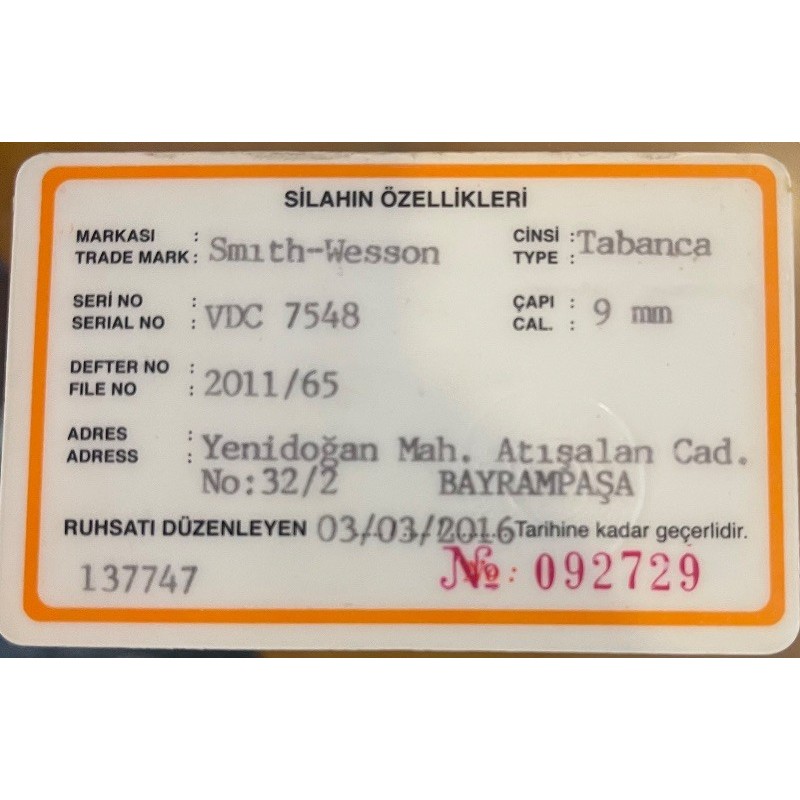 SİLAHIN ÖZELLİKLERİ
MARKASI :
TRADE MARK : Smıth-Wesson
CİNSİ :
TYPE : Tabanca
SERİ NO :
SERIAL NO : VDC 7548
ÇAPI :
CAL. : 9 mm
DEFTER NO :
FILE NO : 2011/65
ADRES :
ADRESS : Yenidoğan Mah. Atışalan Cad.
No:32/2 BAYRAMPAŞA
RUHSATI DÜZENLEYEN 03/03/2016 Tarihine kadar geçerlidir.
137747 № : 092729